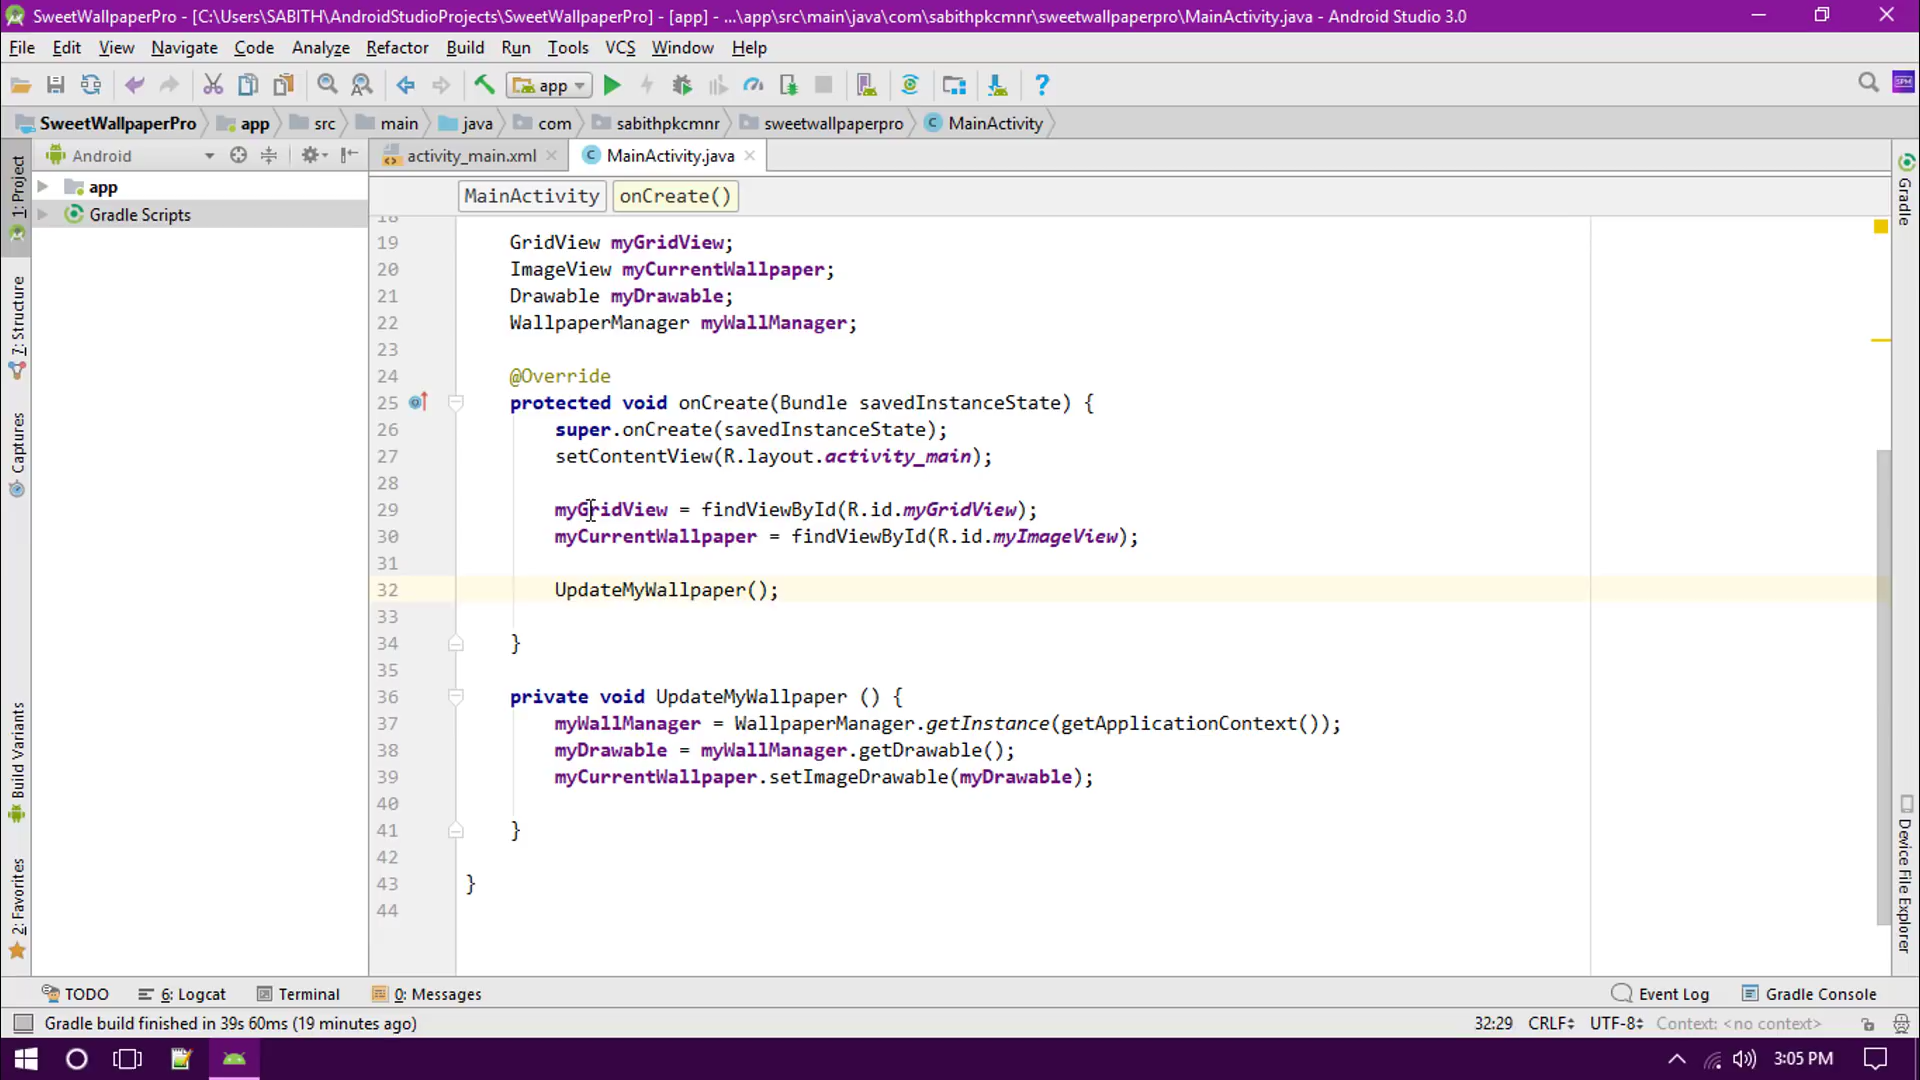 SweetWallpaperPro - [C:\Users\SABITH\AndroidStudioProjects\SweetWallpaperPro] - [app] - ...\app\src\main\java\com\sabithpkcmnr\sweetwallpaperpro\MainActivity.java - Android Studio 3.0
File Edit View Navigate Code Analyze Refactor Build Run Tools VCS Window Help
app
SweetWallpaperPro app src main java com sabithpkcmnr sweetwallpaperpro MainActivity
Android
activity_main.xml MainActivity.java
MainActivity onCreate()
app
Gradle Scripts
1: Project
7: Structure
Captures
Build Variants
2: Favorites
18
19 GridView myGridView;
20 ImageView myCurrentWallpaper;
21 Drawable myDrawable;
22 WallpaperManager myWallManager;
23
24 @Override
25 protected void onCreate(Bundle savedInstanceState) {
26 super.onCreate(savedInstanceState);
27 setContentView(R.layout.activity_main);
28
29 myGridView = findViewById(R.id.myGridView);
30 myCurrentWallpaper = findViewById(R.id.myImageView);
31
32 UpdateMyWallpaper();
33
34 }
35
36 private void UpdateMyWallpaper () {
37 myWallManager = WallpaperManager.getInstance(getApplicationContext());
38 myDrawable = myWallManager.getDrawable();
39 myCurrentWallpaper.setImageDrawable(myDrawable);
40
41 }
42
43 }
44
Gradle
Device File Explorer
TODO 6: Logcat Terminal 0: Messages Event Log Gradle Console
Gradle build finished in 39s 60ms (19 minutes ago) 32:29 CRLF UTF-8 Context: <no context>
3:05 PM